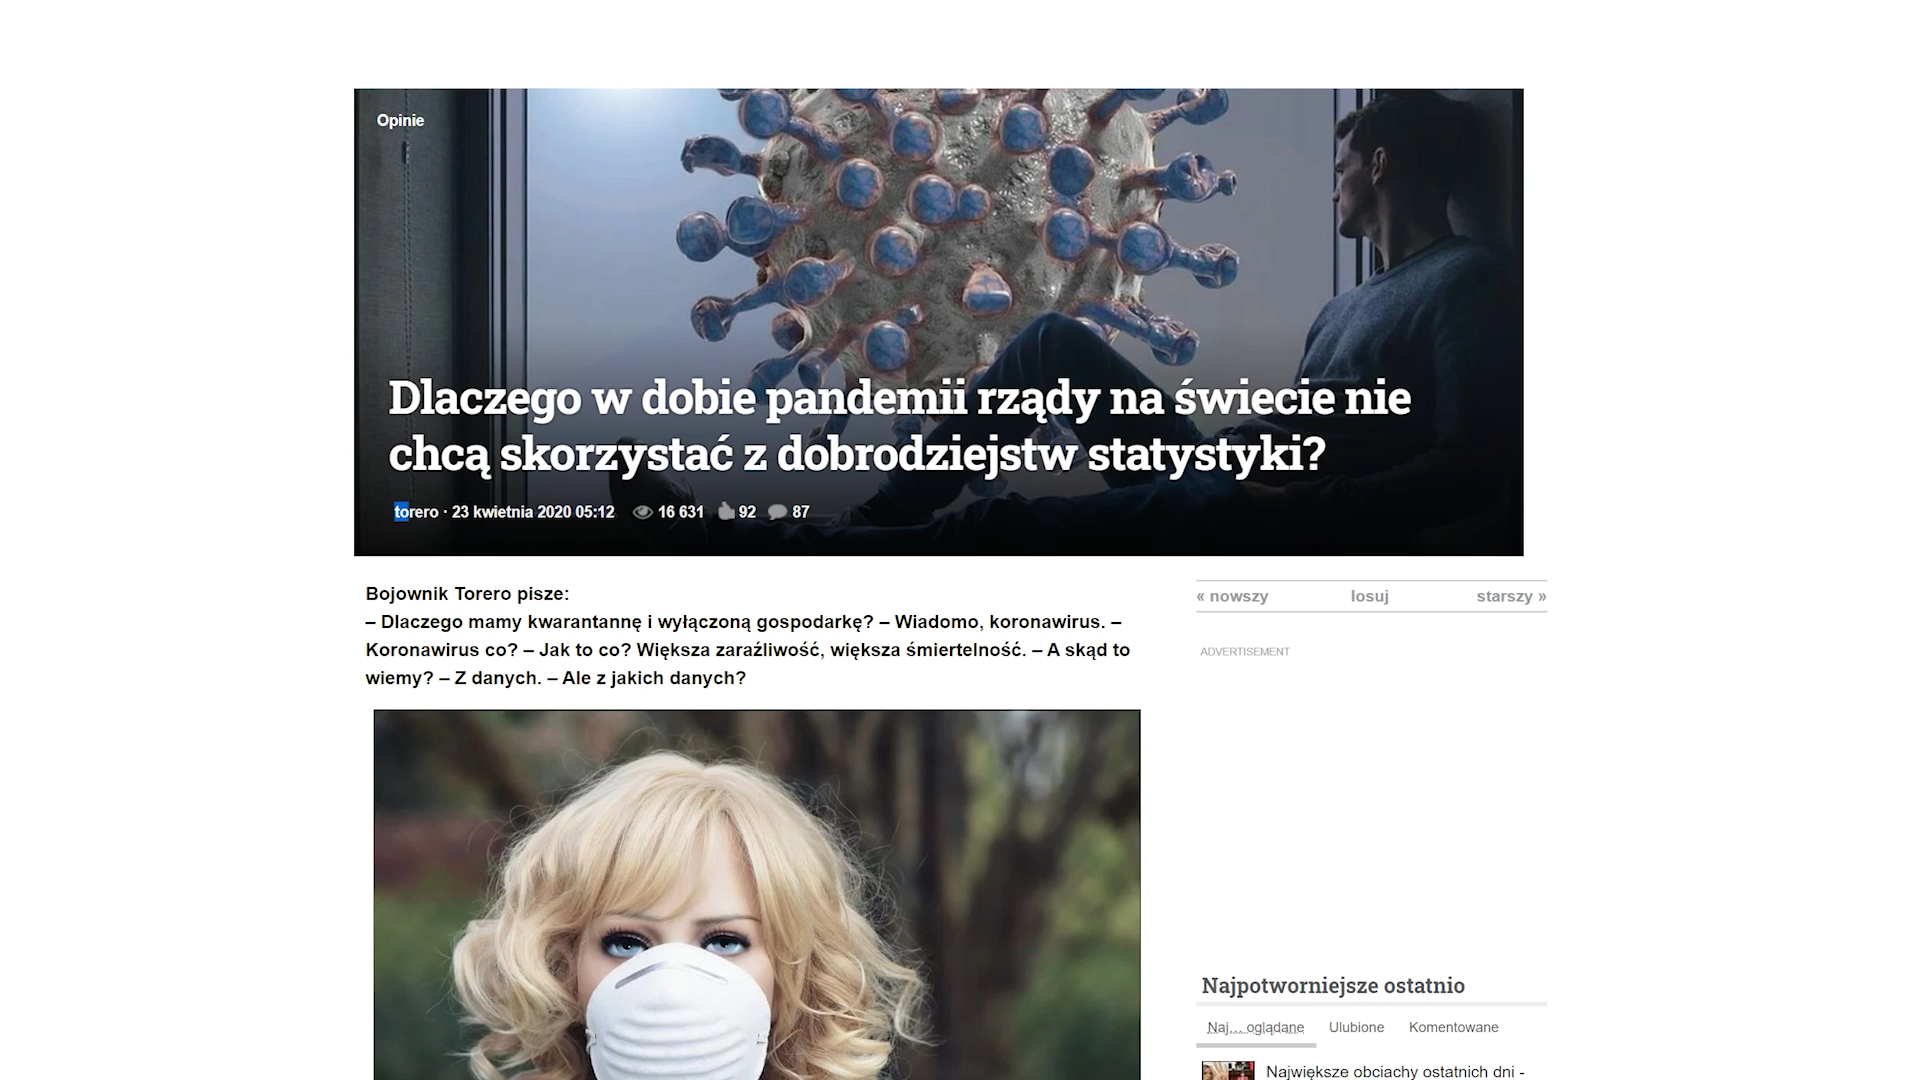 Opinie
Dlaczego w dobie pandemii rządy na świecie nie
chcą skorzystać z dobrodziejstw statystyki?
torero · 23 kwietnia 2020 05:12 16 631 92 87
Bojownik Torero pisze:
– Dlaczego mamy kwarantannę i wyłączoną gospodarkę? – Wiadomo, koronawirus. –
Koronawirus co? – Jak to co? Większa zaraźliwość, większa śmiertelność. – A skąd to
wiemy? – Z danych. – Ale z jakich danych?
« nowszy losuj starszy »
ADVERTISEMENT
Najpotworniejsze ostatnio
Naj... oglądane Ulubione Komentowane
Największe obciachy ostatnich dni -